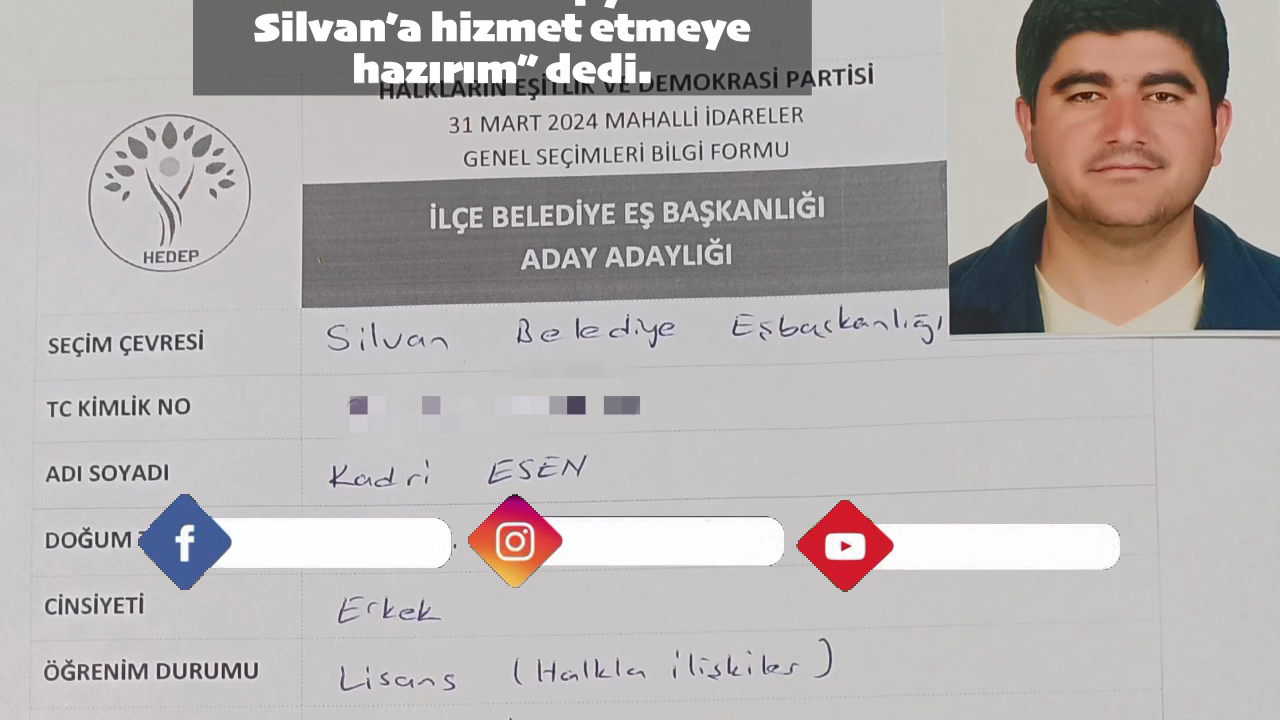 Silvan’a hizmet etmeye
hazırım” dedi.
HALKLARIN EŞİTLİK VE DEMOKRASİ PARTİSİ
31 MART 2024 MAHALLİ İDARELER
GENEL SEÇİMLERİ BİLGİ FORMU
HEDEP
İLÇE BELEDİYE EŞ BAŞKANLIĞI
ADAY ADAYLIĞI
SEÇİM ÇEVRESİ Silvan Belediye Eşbaşkanlığı
TC KİMLİK NO
ADI SOYADI Kadri ESEN
DOĞUM
CİNSİYETİ Erkek
ÖĞRENİM DURUMU Lisans (Halkla ilişkiler)